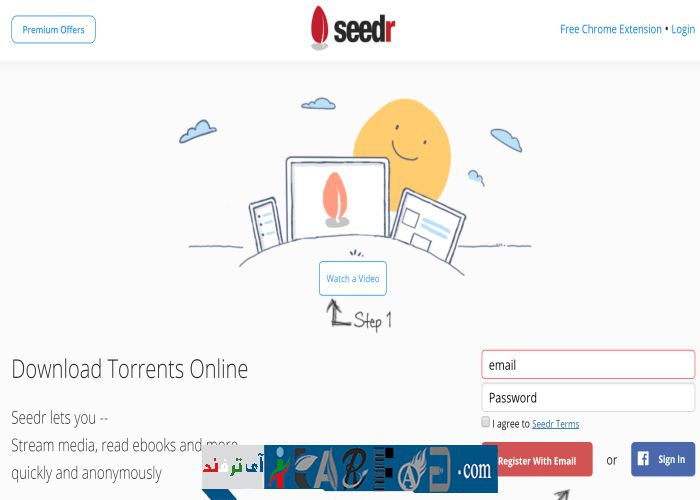 Premium Offers
seedr
Free Chrome Extension • Login
Watch a Video
Step 1
Download Torrents Online
email
Password
I agree to Seedr Terms
Seedr lets you --
Stream media, read ebooks and more
quickly and anonymously
Register With Email
or
Sign In
آی ترفند
.com